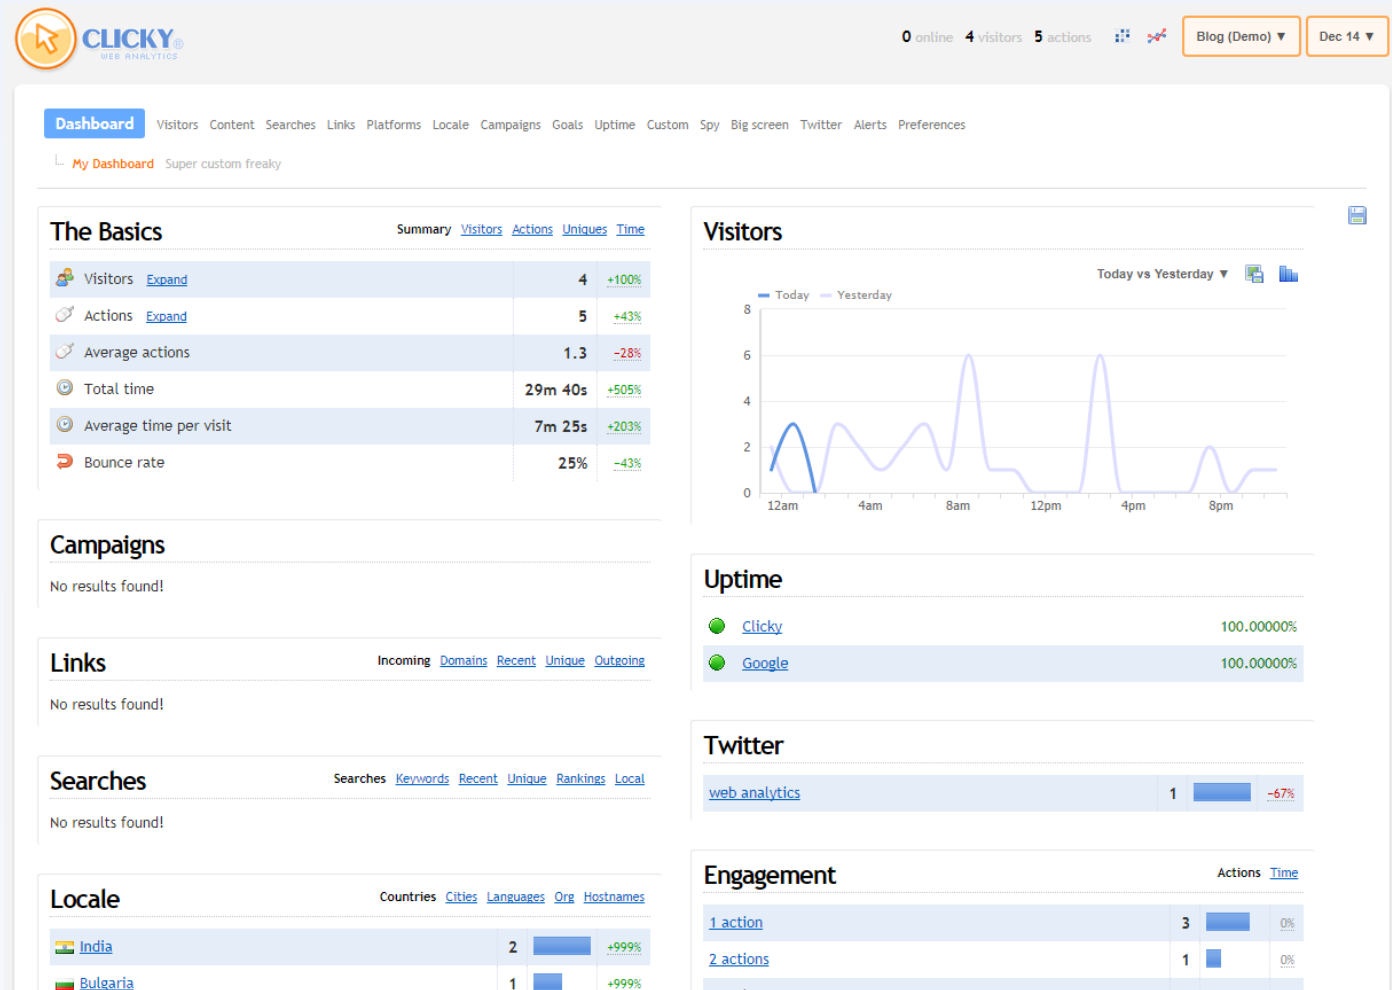 CLICKY®
WEB ANALYTICS
0 online 4 visitors 5 actions
Blog (Demo) ▼
Dec 14 ▼
Dashboard Visitors Content Searches Links Platforms Locale Campaigns Goals Uptime Custom Spy Big screen Twitter Alerts Preferences
My Dashboard Super custom freaky
The Basics
Summary Visitors Actions Uniques Time
Visitors Expand 4 +100%
Actions Expand 5 +43%
Average actions 1.3 -28%
Total time 29m 40s +505%
Average time per visit 7m 25s +203%
Bounce rate 25% -43%
Campaigns
No results found!
Links
Incoming Domains Recent Unique Outgoing
No results found!
Searches
Searches Keywords Recent Unique Rankings Local
No results found!
Locale
Countries Cities Languages Org Hostnames
India 2 +999%
Bulgaria 1 +999%
Visitors
Today vs Yesterday ▼
Today Yesterday
8
6
4
2
0
12am 4am 8am 12pm 4pm 8pm
Uptime
Clicky 100.00000%
Google 100.00000%
Twitter
web analytics 1 -67%
Engagement
Actions Time
1 action 3 0%
2 actions 1 0%